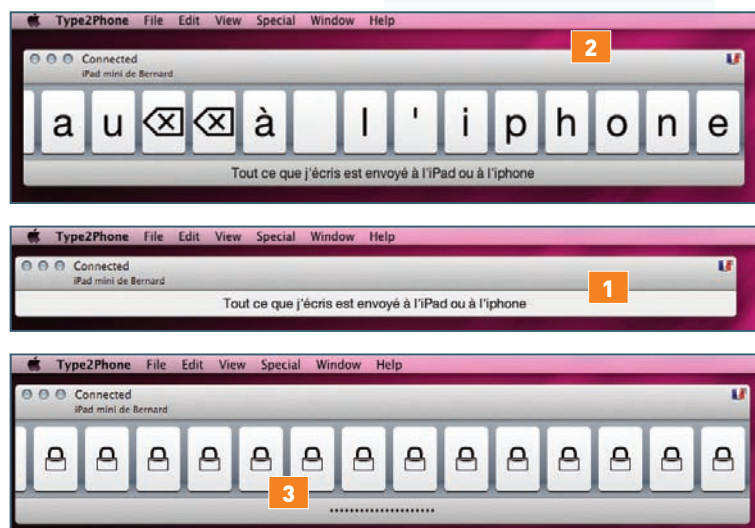 Type2Phone File Edit View Special Window Help
2
Connected
iPad mini de Bernard
a u à l ' i p h o n e
Tout ce que j'écris est envoyé à l'iPad ou à l'iphone
Type2Phone File Edit View Special Window Help
Connected
iPad mini de Bernard
1
Tout ce que j'écris est envoyé à l'iPad ou à l'iphone
Type2Phone File Edit View Special Window Help
Connected
iPad mini de Bernard
3
•••••••••••••••••••••